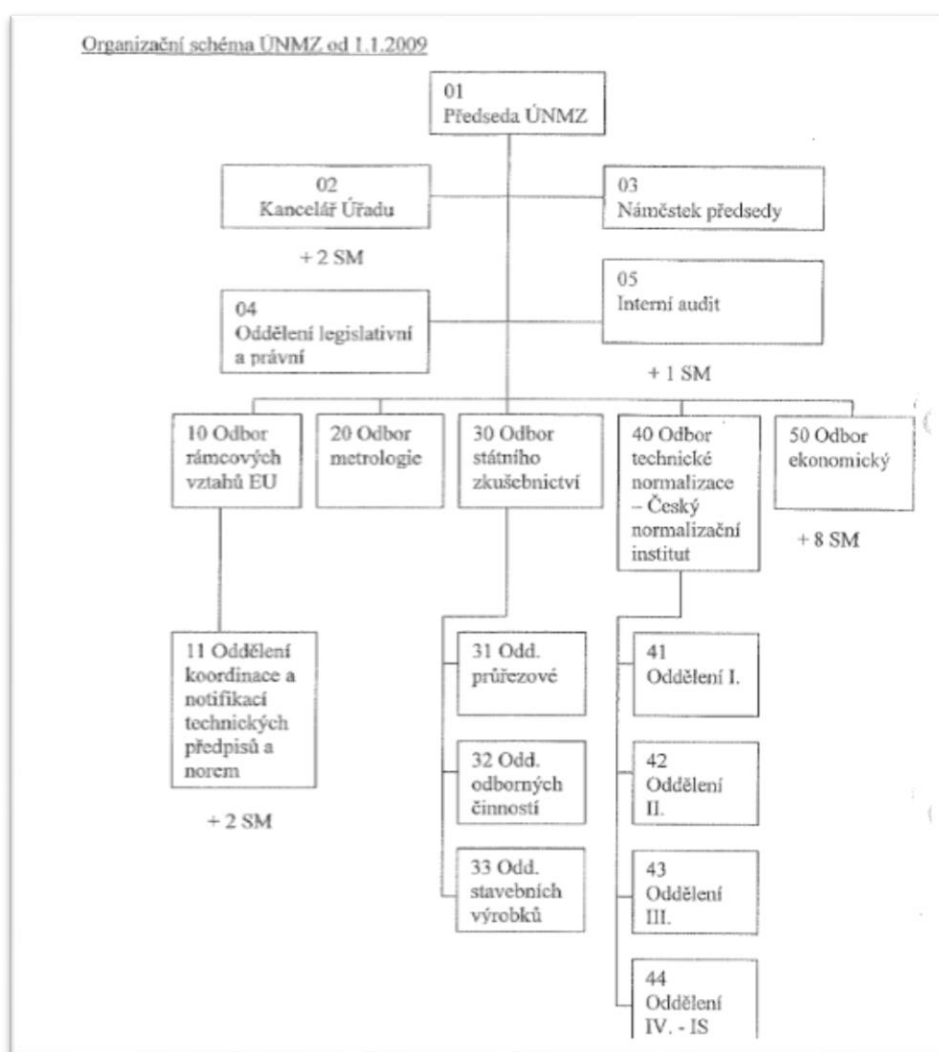 Organizační schéma ÚNMZ od 1.1.2009
01
Předseda ÚNMZ
02
Kancelář Úřadu
+ 2 SM
03
Náměstek předsedy
04
Oddělení legislativní
a právní
05
Interní audit
+ 1 SM
10 Odbor
rámcových
vztahů EU
20 Odbor
metrologie
30 Odbor
státního
zkušebnictví
40 Odbor
technické
normalizace
– Český
normalizační
institut
50 Odbor
ekonomický
+ 8 SM
11 Oddělení
koordinace a
notifikací
technických
předpisů a
norem
+ 2 SM
31 Odd.
průřezové
32 Odd.
odborných
činností
33 Odd.
stavebních
výrobků
41
Oddělení I.
42
Oddělení
II.
43
Oddělení
III.
44
Oddělení
IV. - IS